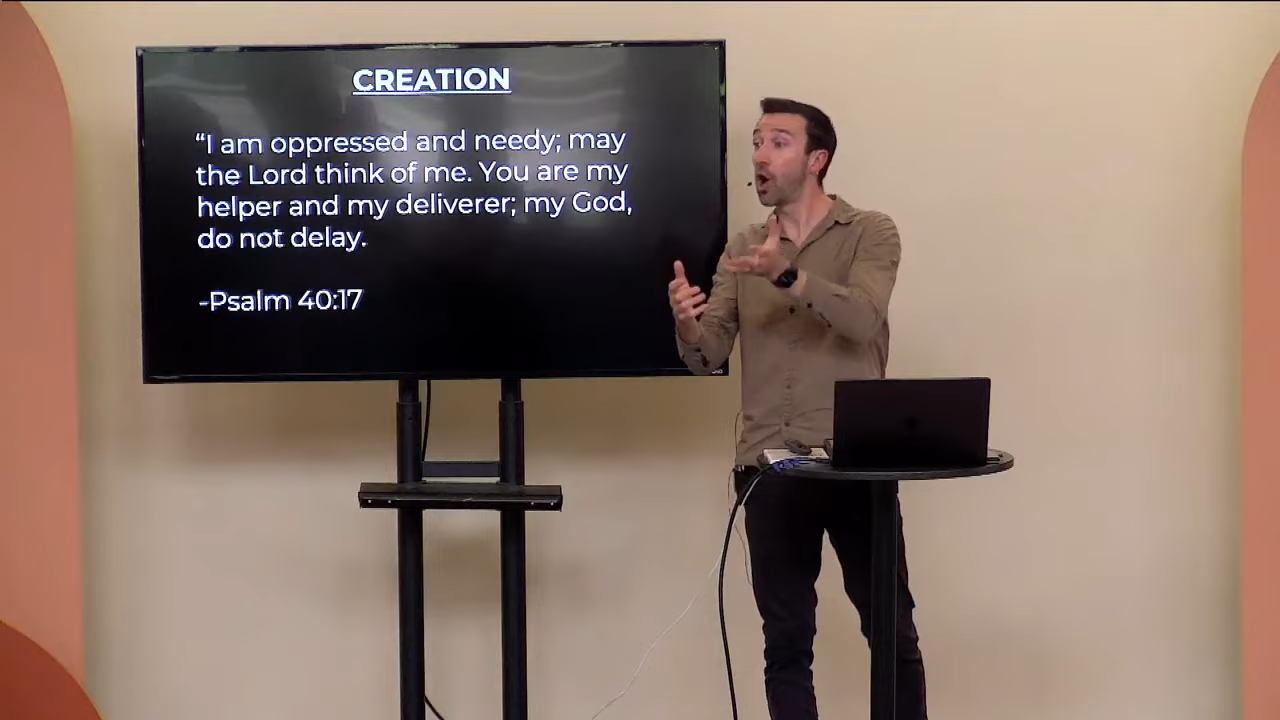 CREATION
“I am oppressed and needy; may
the Lord think of me. You are my
helper and my deliverer; my God,
do not delay.
-Psalm 40:17